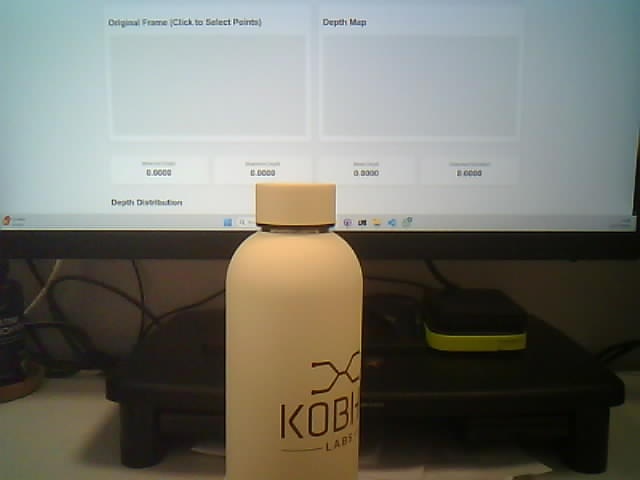 Original Frame (Click to Select Points)
Depth Map
0.0000
0.0000
0.0000
0.0000
Depth Distribution
KOBH
LABS